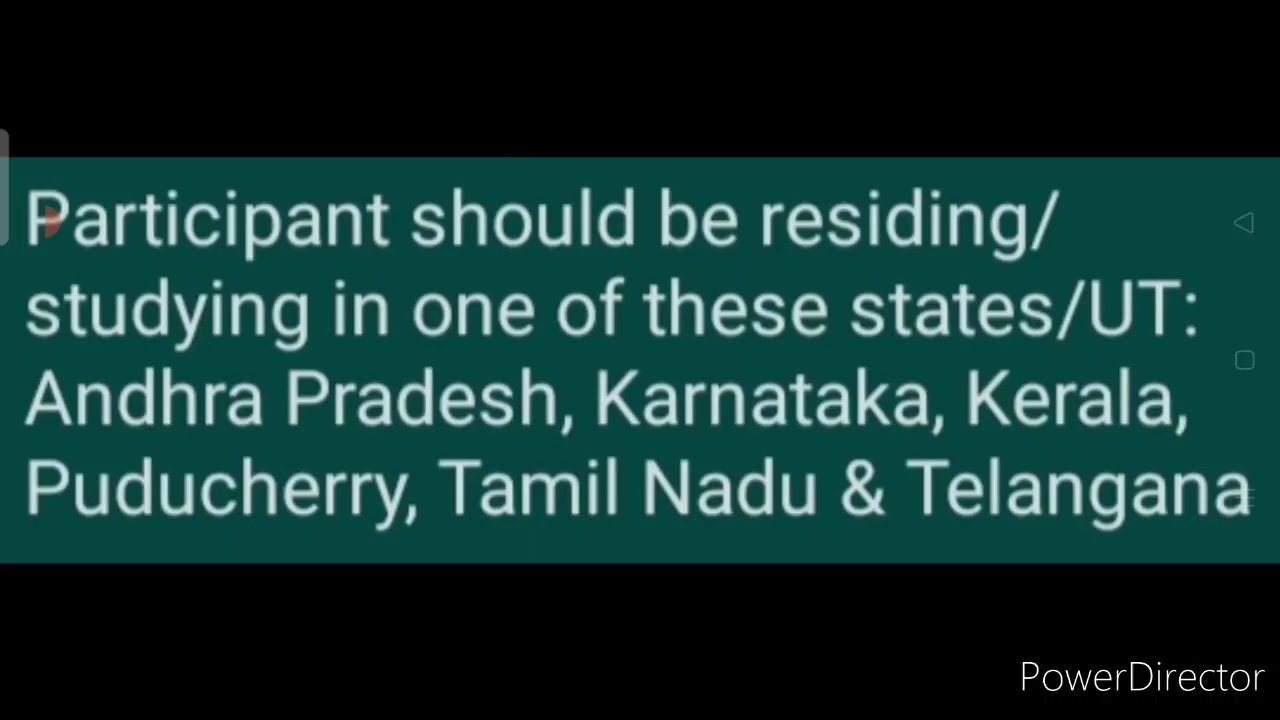 Participant should be residing/
studying in one of these states/UT:
Andhra Pradesh, Karnataka, Kerala,
Puducherry, Tamil Nadu & Telangana
PowerDirector